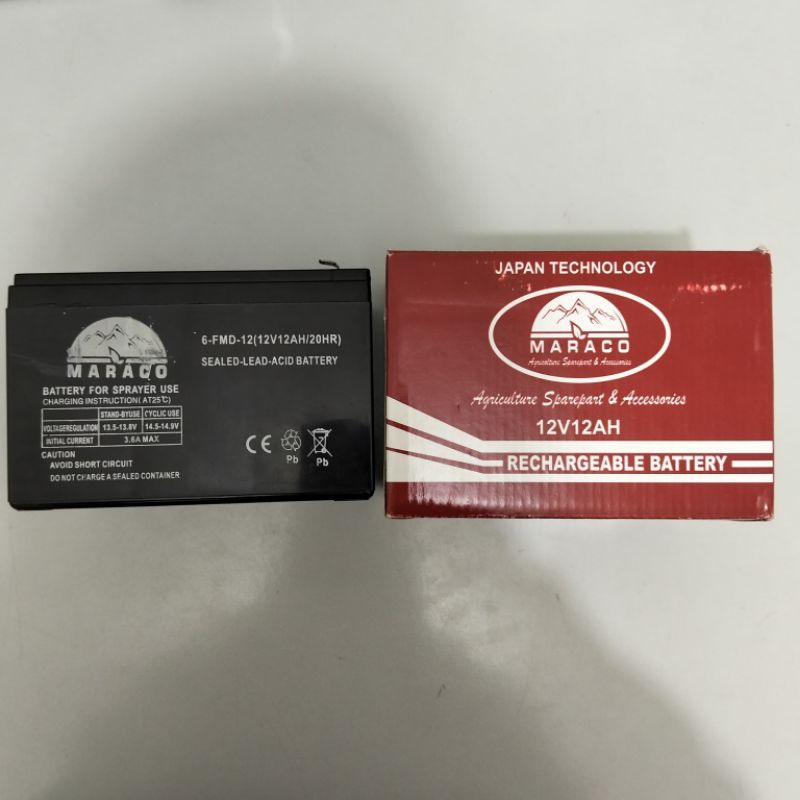 MARACO
BATTERY FOR SPRAYER USE
CHARGING INSTRUCTION(AT25℃)
STAND-BYUSE CYCLIC USE
VOLTAGEREGULATION 13.5-13.8V 14.5-14.9V
INITIAL CURRENT 3.6A MAX
CAUTION
AVOID SHORT CIRCUIT
DO NOT CHARGE A SEALED CONTAINER
6-FMD-12(12V12AH/20HR)
SEALED-LEAD-ACID BATTERY
CE Pb Pb
JAPAN TECHNOLOGY
MARACO
Agriculture Sparepart & Accessories
Agriculture Sparepart & Accessories
12V12AH
RECHARGEABLE BATTERY